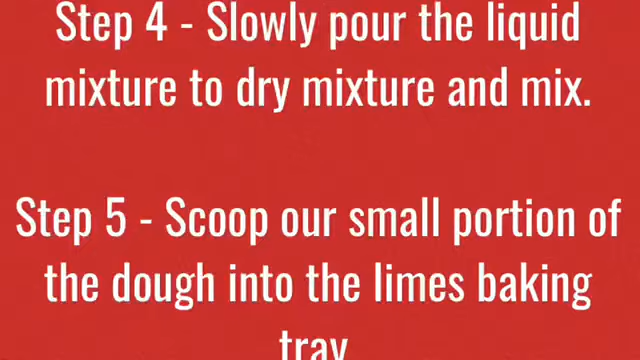 Step 4 - Slowly pour the liquid
mixture to dry mixture and mix.
Step 5 - Scoop our small portion of
the dough into the limes baking
tray